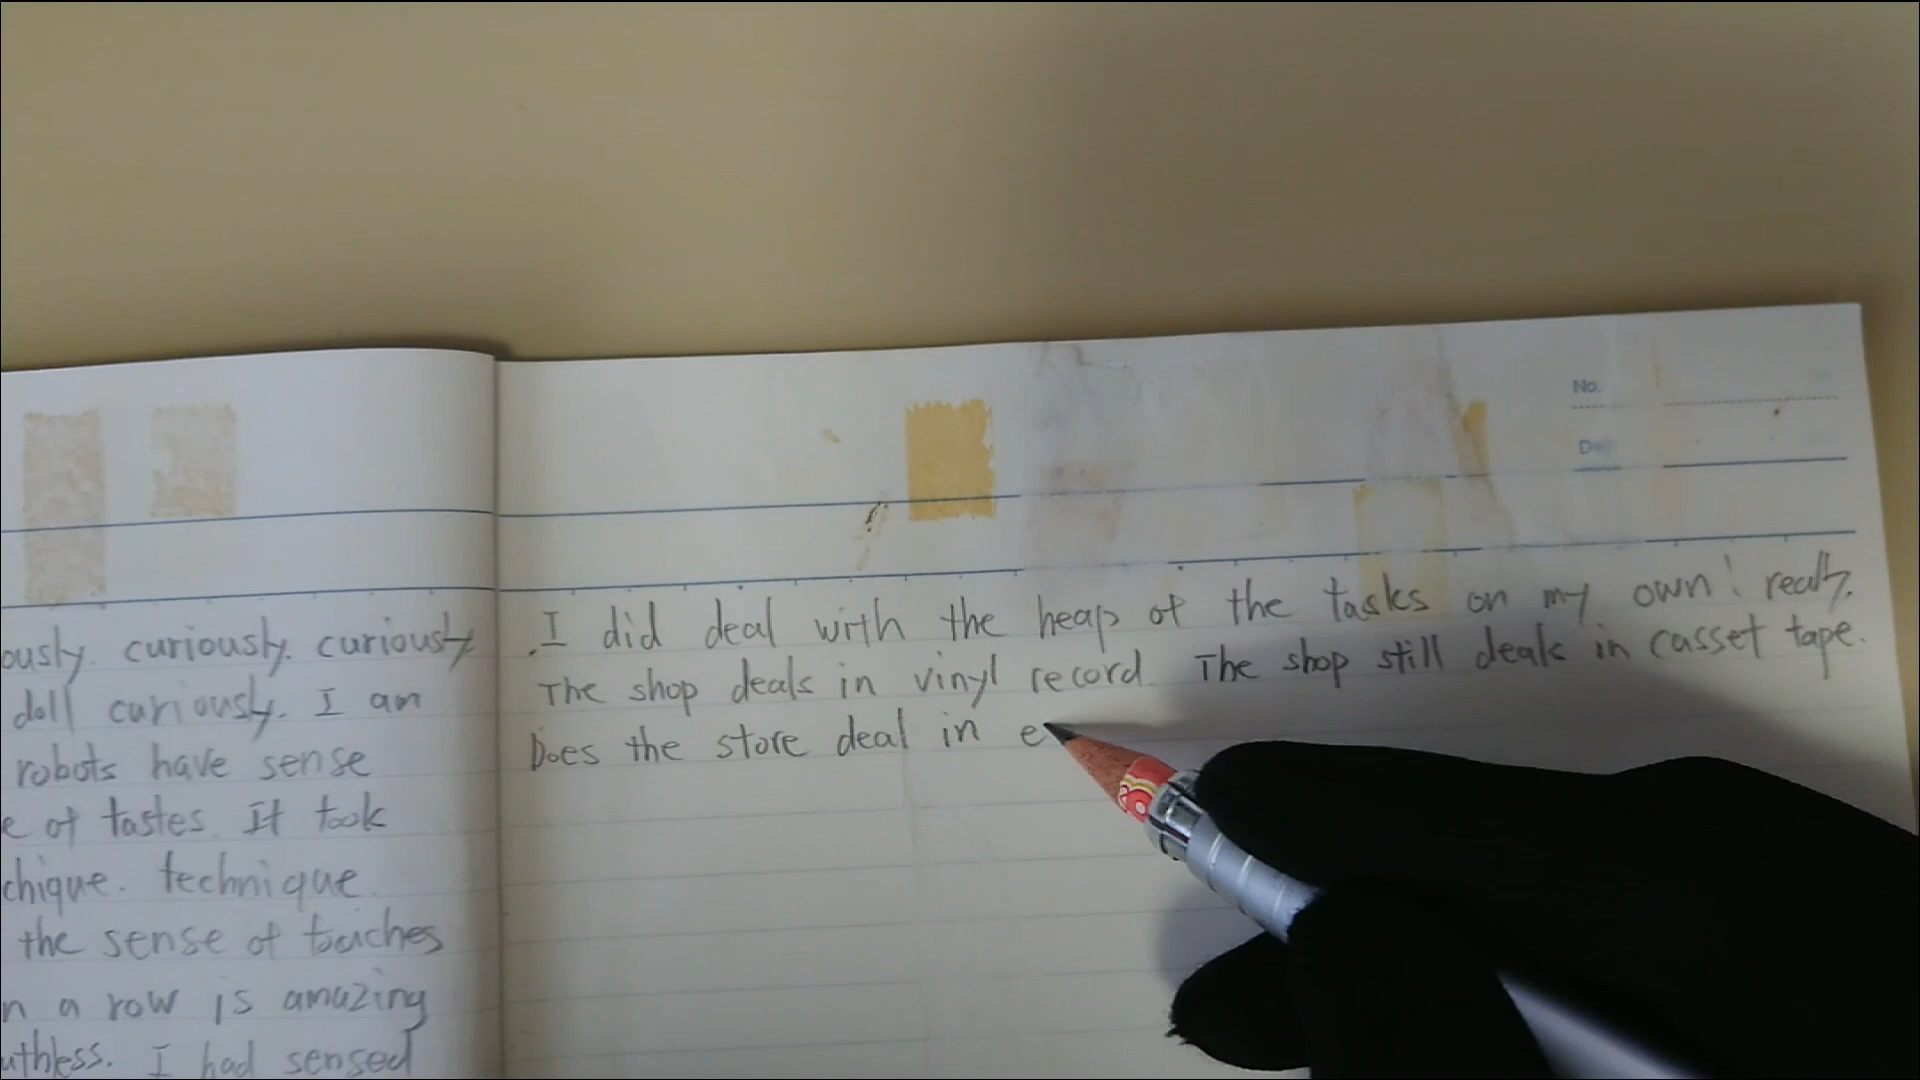 ously. curiously. curiously
doll curiously. I am
robots have sense
e of tastes. It took
chique. technique.
the sense of touches
n a row is amazing
uthless. I had sensed
No.
I did deal with the heap of the tasks on my own! really.
The shop deals in vinyl record. The shop still deals in casset tape.
Does the store deal in e